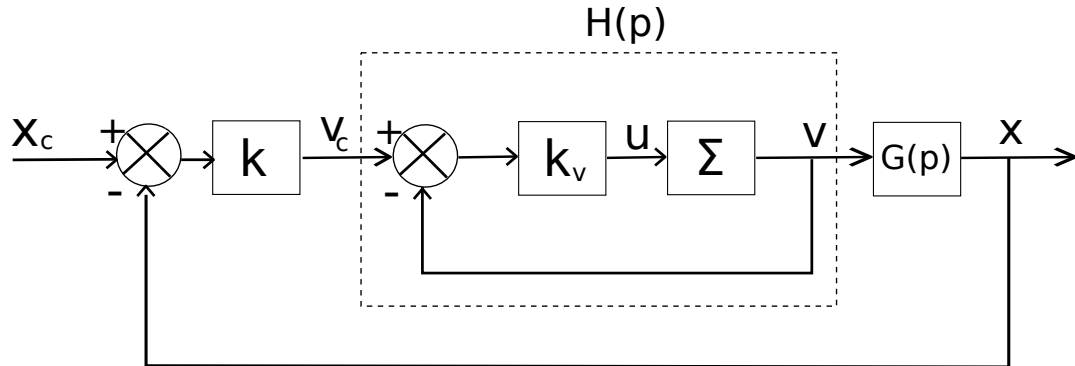 H(p)
x_c + - k v_c + - k_v u Σ v G(p) x